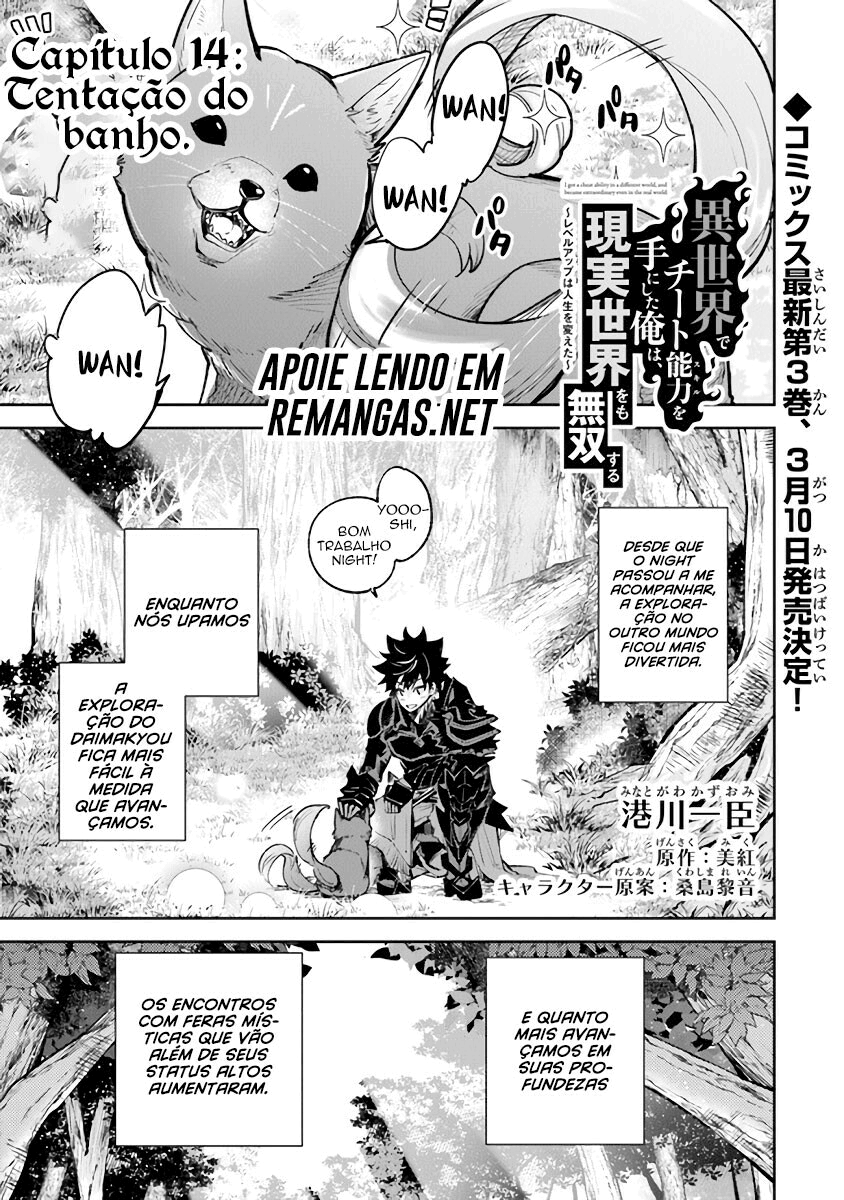 Capítulo 14:
Tentação do
banho.
WAN!
WAN!
WAN!
WAN!
パタ
パタ
パタ
パタ
I got a cheat ability in a different world, and
became extraordinary even in the real world.
異世界で
チート能力を
スキル
手にした俺は、
現実世界をも
無双する
～レベルアップは人生を変えた～
◆コミックス最新第3巻、3月10日発売決定！
さいしんだい
かん
がつ
か
はつばいけってい
APOIE LENDO EM
REMANGAS.NET
DESDE QUE
O NIGHT
PASSOU A ME
ACOMPANHAR,
A EXPLORA-
ÇÃO NO
OUTRO MUNDO
FICOU MAIS
DIVERTIDA.
YOOO-
SHI,
BOM
TRABALHO
NIGHT!
ENQUANTO
NÓS UPAMOS
A
EXPLORA-
ÇÃO DO
DAIMAKYOU
FICA MAIS
FÁCIL À
MEDIDA
QUE AVAN-
ÇAMOS.
みなとがわかずおみ
港川一臣
げんさく みく
原作：美紅
げんあん くわしまれいん
キャラクター原案：桑島黎音
E QUANTO
MAIS AVAN-
ÇAMOS EM
SUAS PRO-
FUNDEZAS
OS ENCONTROS
COM FERAS MÍS-
TICAS QUE VÃO
ALÉM DE SEUS
STATUS ALTOS
AUMENTARAM.